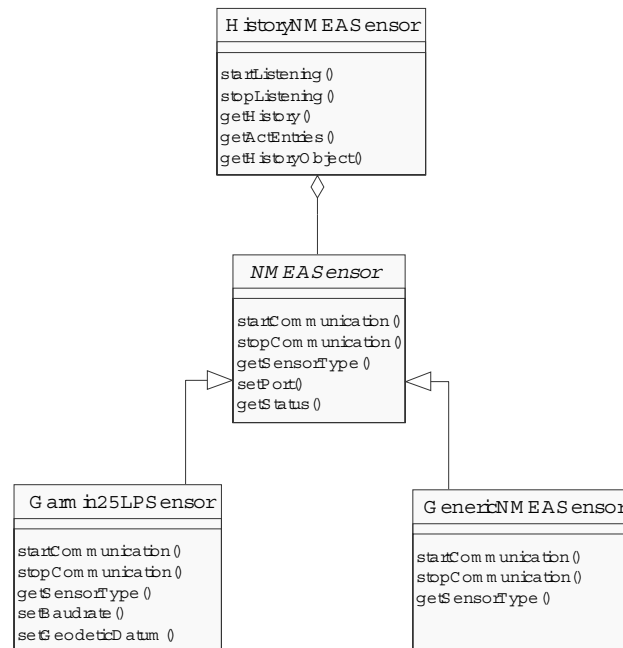 HistoryNMEASensor
startListening()
stopListening()
getHistory()
getActEntries()
getHistoryObject()
NMEASensor
startCommunication()
stopCommunication()
getSensorType()
setPort()
getStatus()
Garmin25LPSensor
startCommunication()
stopCommunication()
getSensorType()
setBaudrate()
setGeodeticDatum()
GenericNMEASensor
startCommunication()
stopCommunication()
getSensorType()